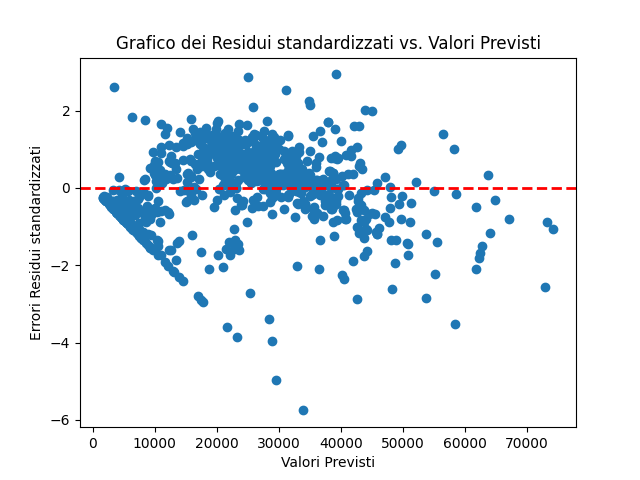 Grafico dei Residui standardizzati vs. Valori Previsti
Errori Residui standardizzati
2
0
−2
−4
−6
0 10000 20000 30000 40000 50000 60000 70000
Valori Previsti